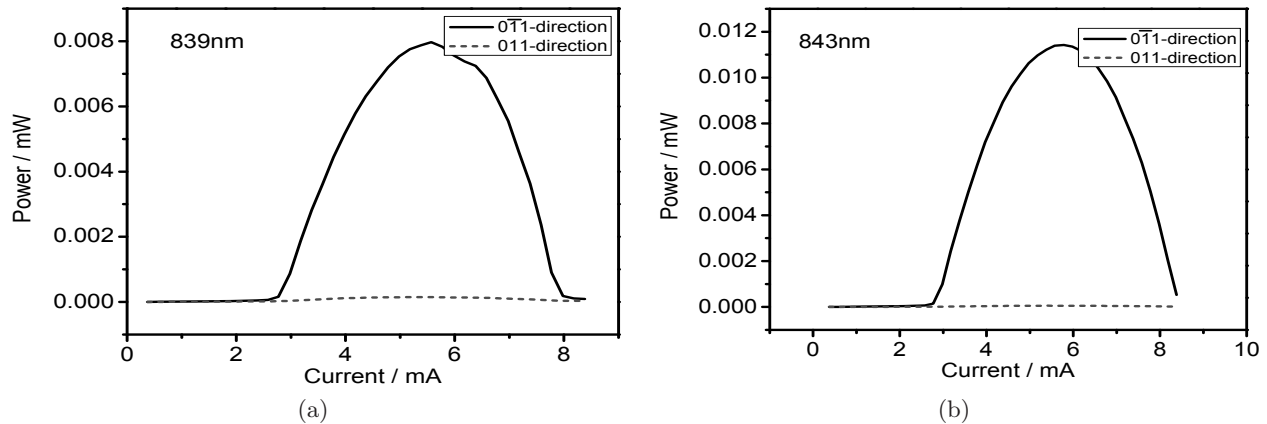 839nm
01̅1-direction
011-direction
Power / mW
0.008
0.006
0.004
0.002
0.000
0 2 4 6 8
Current / mA
(a)
843nm
01̅1-direction
011-direction
Power / mW
0.012
0.010
0.008
0.006
0.004
0.002
0.000
0 2 4 6 8 10
Current / mA
(b)